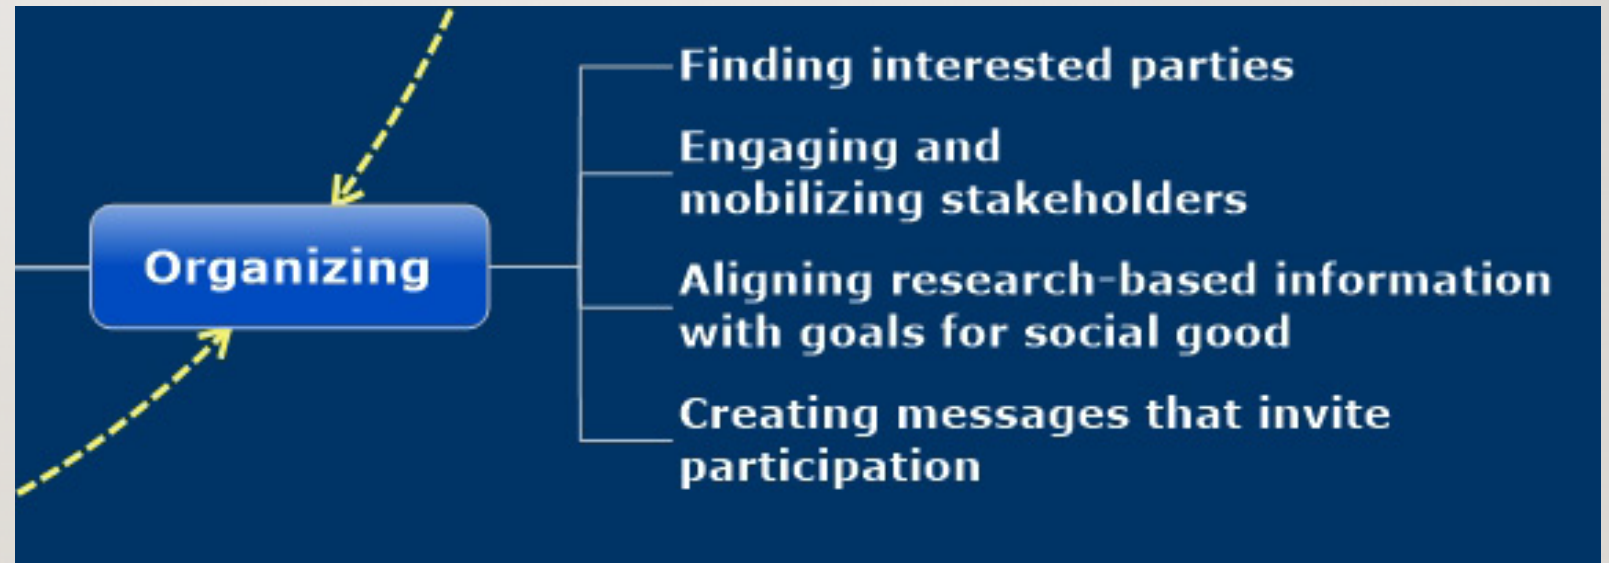 Finding interested parties
Engaging and
mobilizing stakeholders
Organizing
Aligning research-based information
with goals for social good
Creating messages that invite
participation